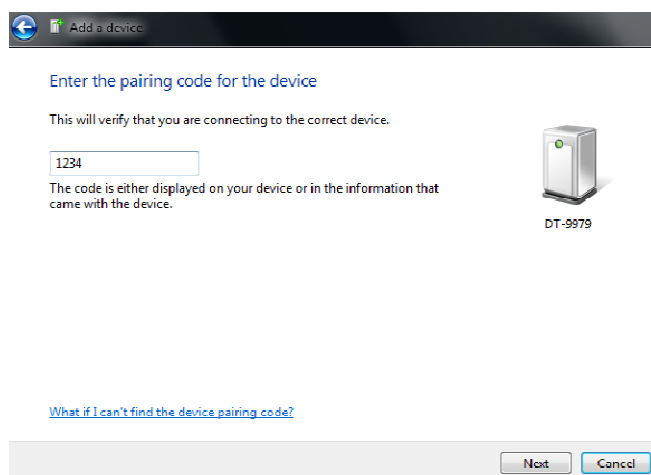 Add a device
Enter the pairing code for the device
This will verify that you are connecting to the correct device.
1234
The code is either displayed on your device or in the information that
came with the device.
DT-9979
What if I can't find the device pairing code?
Next
Cancel